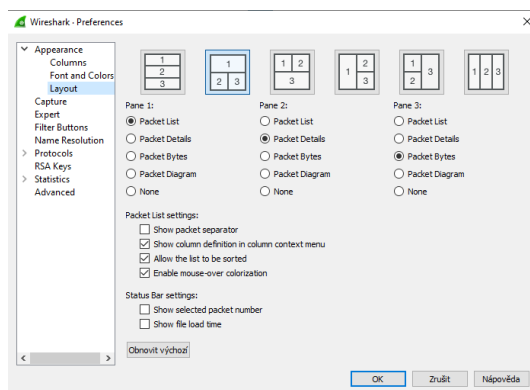 Wireshark · Preferences
Appearance
Columns
Font and Colors
Layout
Capture
Expert
Filter Buttons
Name Resolution
Protocols
RSA Keys
Statistics
Advanced
1
2
3
1
2 3
1 2
3
1 2
3
1
2 3
1 2 3
Pane 1: Pane 2: Pane 3:
Packet List Packet List Packet List
Packet Details Packet Details Packet Details
Packet Bytes Packet Bytes Packet Bytes
Packet Diagram Packet Diagram Packet Diagram
None None None
Packet List settings:
Show packet separator
Show column definition in column context menu
Allow the list to be sorted
Enable mouse-over colorization
Status Bar settings:
Show selected packet number
Show file load time
Obnovit výchozí
OK Zrušit Nápověda